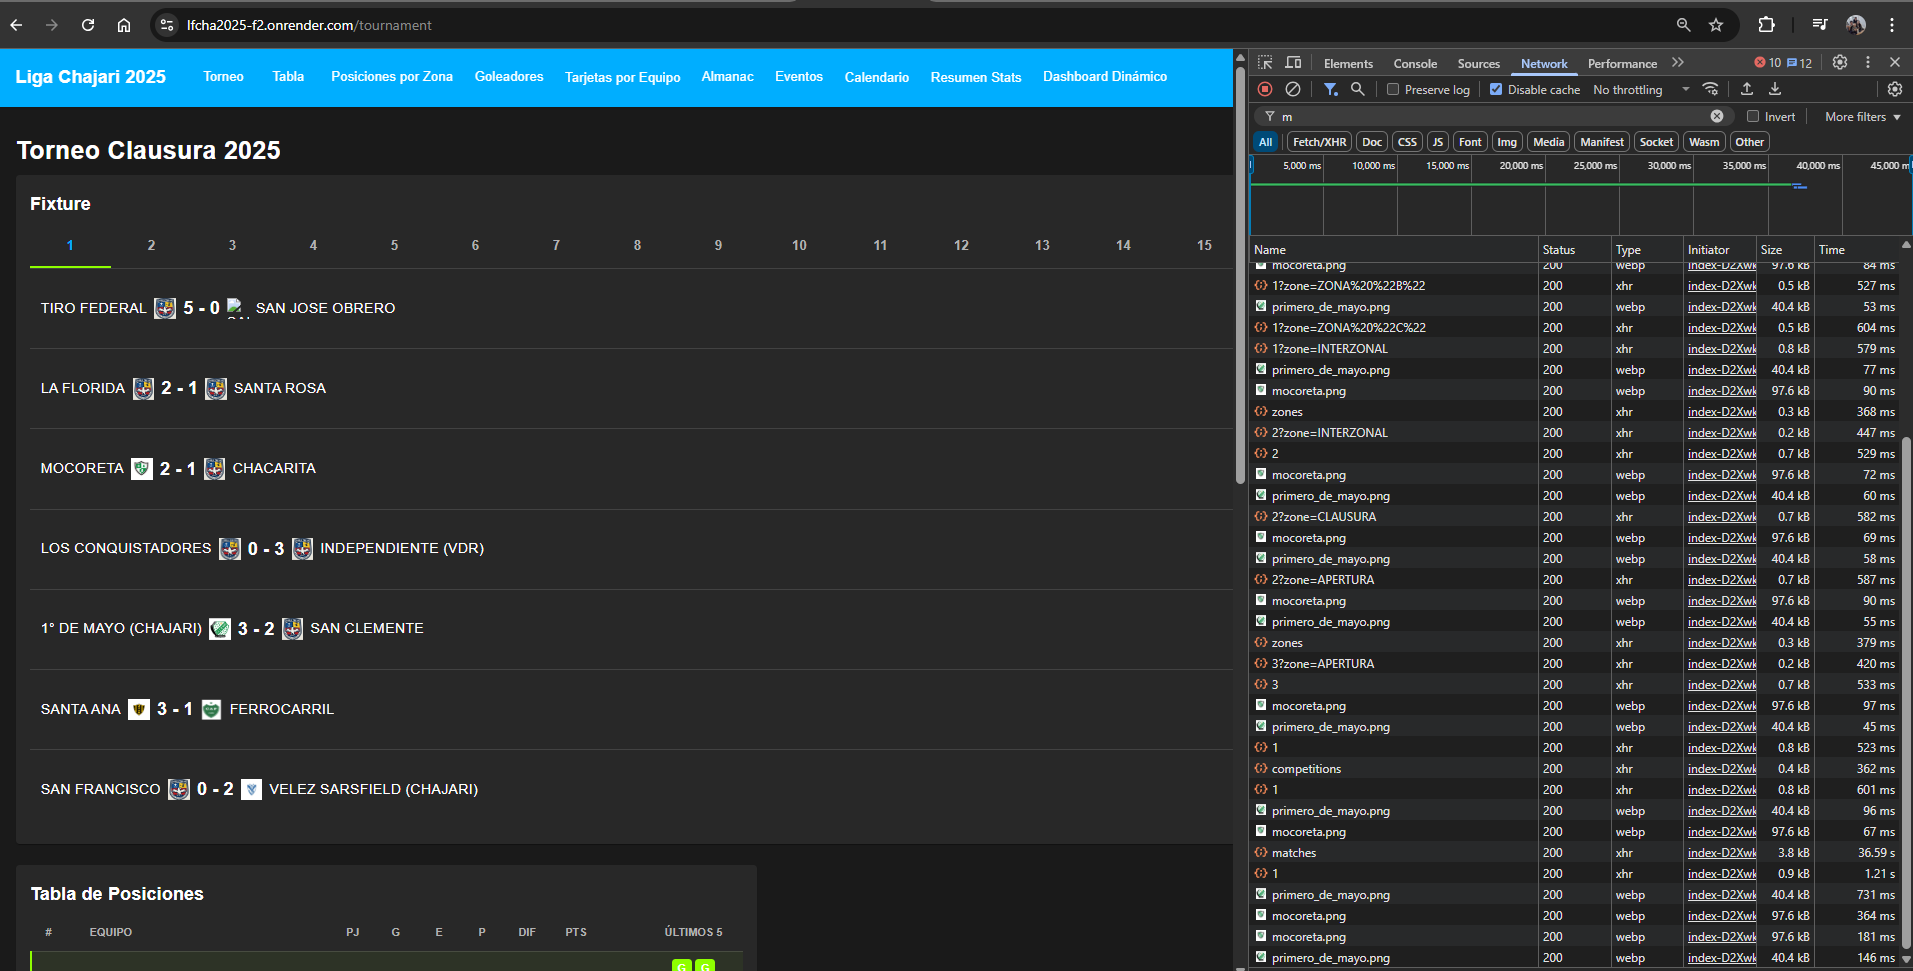 lfcha2025-f2.onrender.com/tournament
Liga Chajari 2025 Torneo Tabla Posiciones por Zona Goleadores Tarjetas por Equipo Almanac Eventos Calendario Resumen Stats Dashboard Dinámico
Torneo Clausura 2025
Fixture
1 2 3 4 5 6 7 8 9 10 11 12 13 14 15
TIRO FEDERAL 5 - 0 SAN JOSE OBRERO
LA FLORIDA 2 - 1 SANTA ROSA
MOCORETA 2 - 1 CHACARITA
LOS CONQUISTADORES 0 - 3 INDEPENDIENTE (VDR)
1° DE MAYO (CHAJARI) 3 - 2 SAN CLEMENTE
SANTA ANA 3 - 1 FERROCARRIL
SAN FRANCISCO 0 - 2 VELEZ SARSFIELD (CHAJARI)
Tabla de Posiciones
# EQUIPO PJ G E P DIF PTS ÚLTIMOS 5
G G
Elements Console Sources Network Performance 10 12
Preserve log Disable cache No throttling
m Invert More filters
All Fetch/XHR Doc CSS JS Font Img Media Manifest Socket Wasm Other
5,000 ms 10,000 ms 15,000 ms 20,000 ms 25,000 ms 30,000 ms 35,000 ms 40,000 ms 45,000 m
Name Status Type Initiator Size Time
mocoreta.png 200 webp index-D2Xwk 97.6 kB 84 ms
1?zone=ZONA%20%22B%22 200 xhr index-D2Xwk 0.5 kB 527 ms
primero_de_mayo.png 200 webp index-D2Xwk 40.4 kB 53 ms
1?zone=ZONA%20%22C%22 200 xhr index-D2Xwk 0.5 kB 604 ms
1?zone=INTERZONAL 200 xhr index-D2Xwk 0.8 kB 579 ms
primero_de_mayo.png 200 webp index-D2Xwk 40.4 kB 77 ms
mocoreta.png 200 webp index-D2Xwk 97.6 kB 90 ms
zones 200 xhr index-D2Xwk 0.3 kB 368 ms
2?zone=INTERZONAL 200 xhr index-D2Xwk 0.2 kB 447 ms
2 200 xhr index-D2Xwk 0.7 kB 529 ms
mocoreta.png 200 webp index-D2Xwk 97.6 kB 72 ms
primero_de_mayo.png 200 webp index-D2Xwk 40.4 kB 60 ms
2?zone=CLAUSURA 200 xhr index-D2Xwk 0.7 kB 582 ms
mocoreta.png 200 webp index-D2Xwk 97.6 kB 69 ms
primero_de_mayo.png 200 webp index-D2Xwk 40.4 kB 58 ms
2?zone=APERTURA 200 xhr index-D2Xwk 0.7 kB 587 ms
mocoreta.png 200 webp index-D2Xwk 97.6 kB 90 ms
primero_de_mayo.png 200 webp index-D2Xwk 40.4 kB 55 ms
zones 200 xhr index-D2Xwk 0.3 kB 379 ms
3?zone=APERTURA 200 xhr index-D2Xwk 0.2 kB 420 ms
3 200 xhr index-D2Xwk 0.7 kB 533 ms
mocoreta.png 200 webp index-D2Xwk 97.6 kB 97 ms
primero_de_mayo.png 200 webp index-D2Xwk 40.4 kB 45 ms
1 200 xhr index-D2Xwk 0.8 kB 523 ms
competitions 200 xhr index-D2Xwk 0.4 kB 362 ms
1 200 xhr index-D2Xwk 0.8 kB 601 ms
primero_de_mayo.png 200 webp index-D2Xwk 40.4 kB 96 ms
mocoreta.png 200 webp index-D2Xwk 97.6 kB 67 ms
matches 200 xhr index-D2Xwk 3.8 kB 36.59 s
1 200 xhr index-D2Xwk 0.9 kB 1.21 s
primero_de_mayo.png 200 webp index-D2Xwk 40.4 kB 731 ms
mocoreta.png 200 webp index-D2Xwk 97.6 kB 364 ms
mocoreta.png 200 webp index-D2Xwk 97.6 kB 181 ms
primero_de_mayo.png 200 webp index-D2Xwk 40.4 kB 146 ms